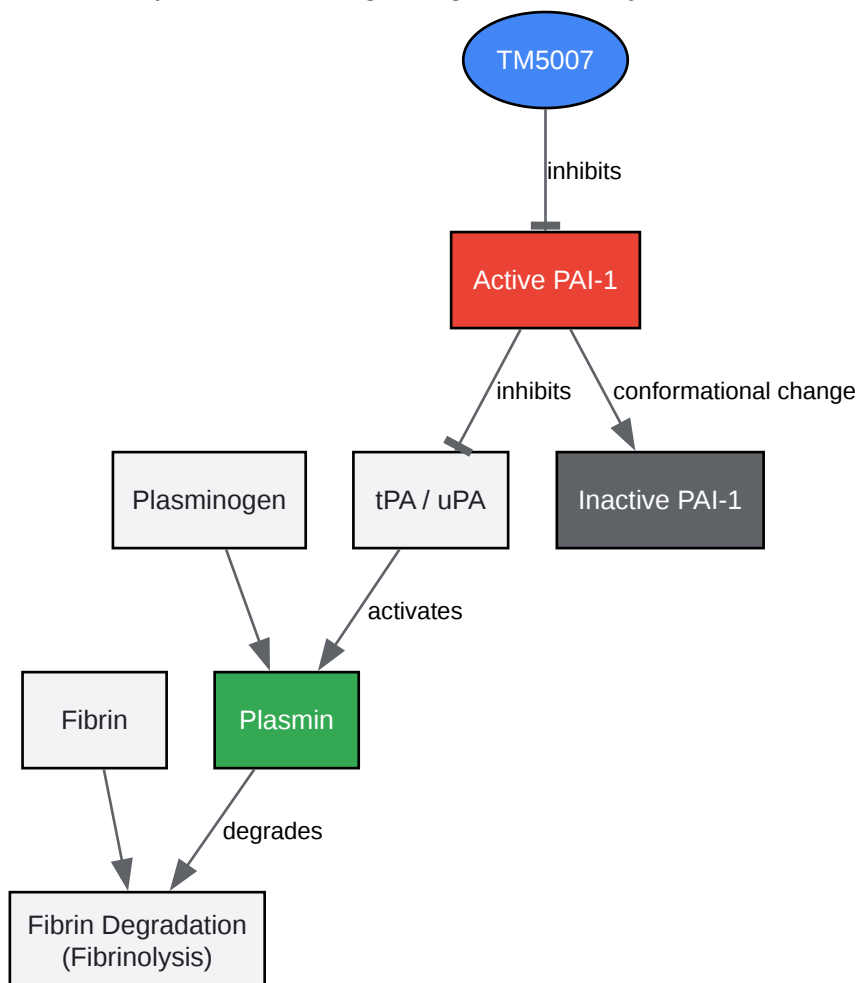 TM5007
inhibits
Active PAI-1
inhibits
conformational change
Plasminogen
tPA / uPA
Inactive PAI-1
activates
Fibrin
Plasmin
degrades
Fibrin Degradation
(Fibrinolysis)